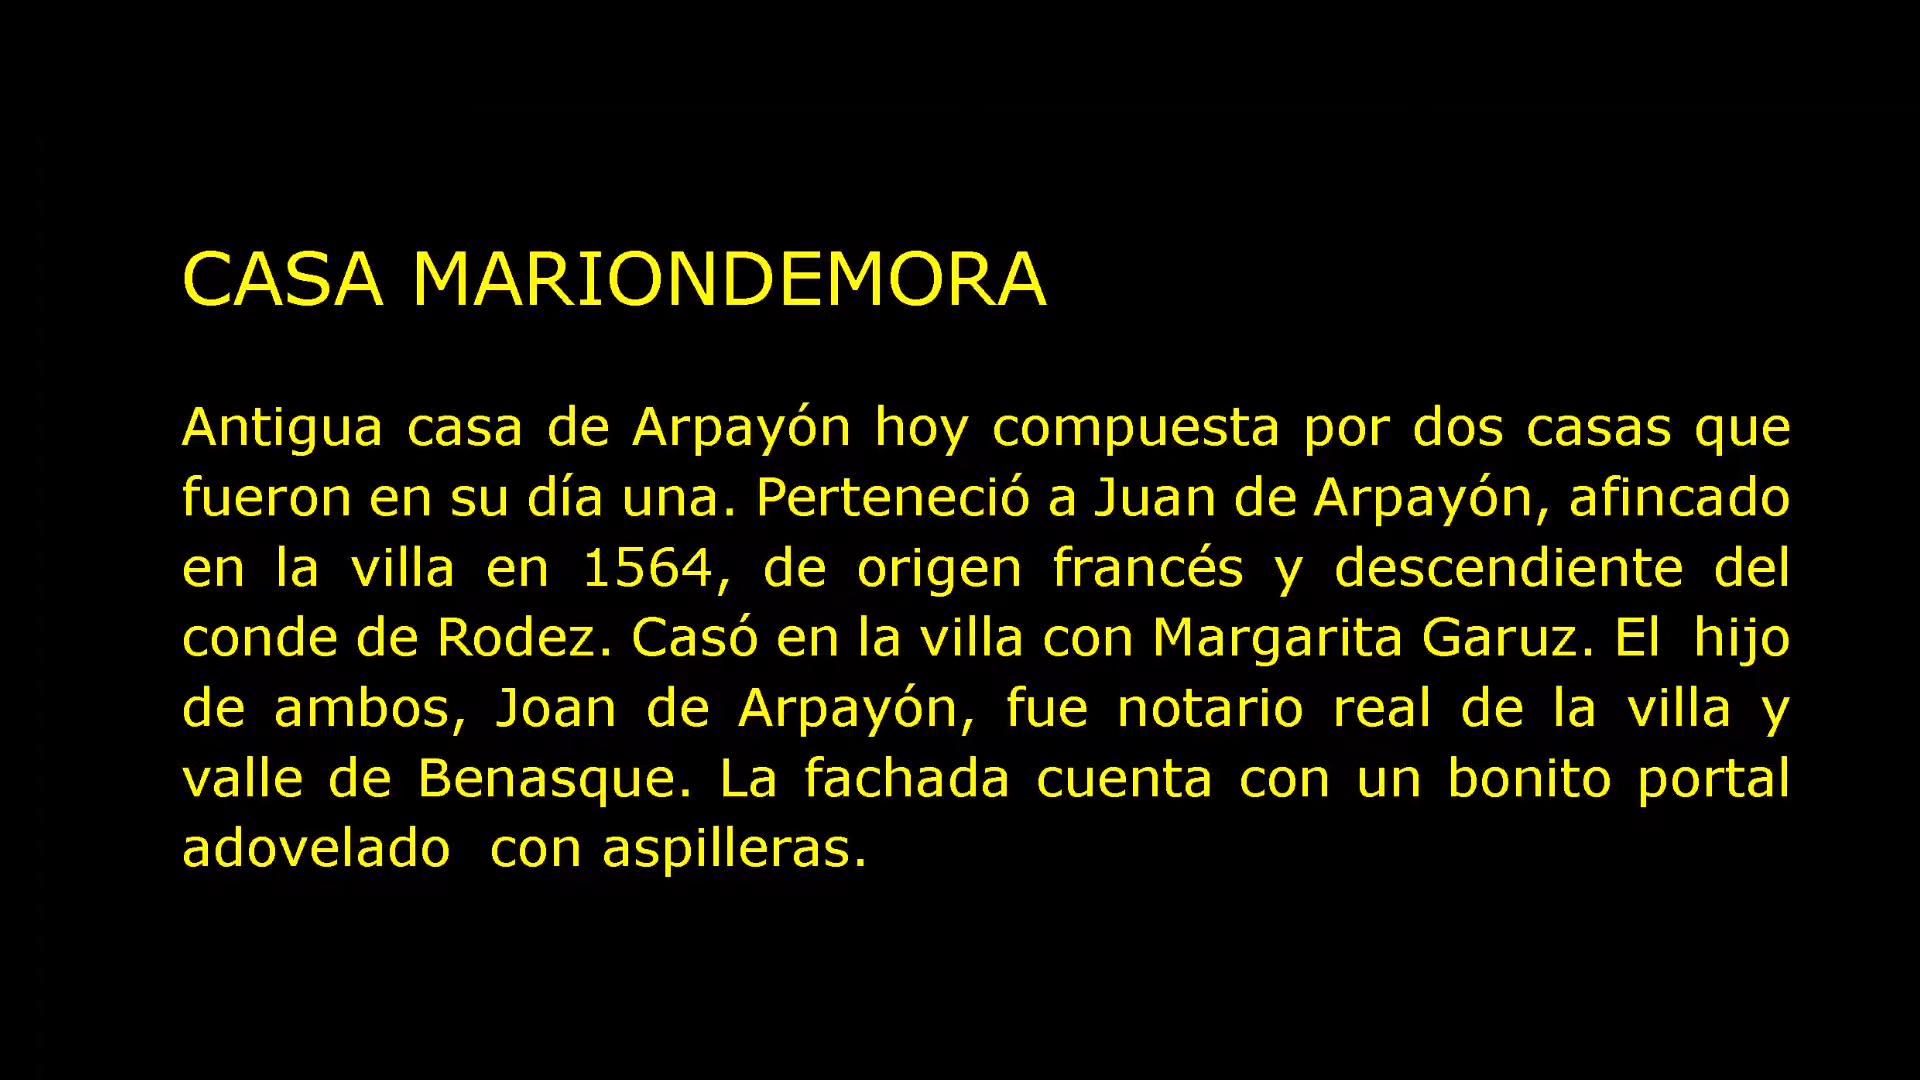 CASA MARIONDEMORA
Antigua casa de Arpayón hoy compuesta por dos casas que
fueron en su día una. Perteneció a Juan de Arpayón, afincado
en la villa en 1564, de origen francés y descendiente del
conde de Rodez. Casó en la villa con Margarita Garuz. El  hijo
de ambos, Joan de Arpayón, fue notario real de la villa y
valle de Benasque. La fachada cuenta con un bonito portal
adovelado  con aspilleras.